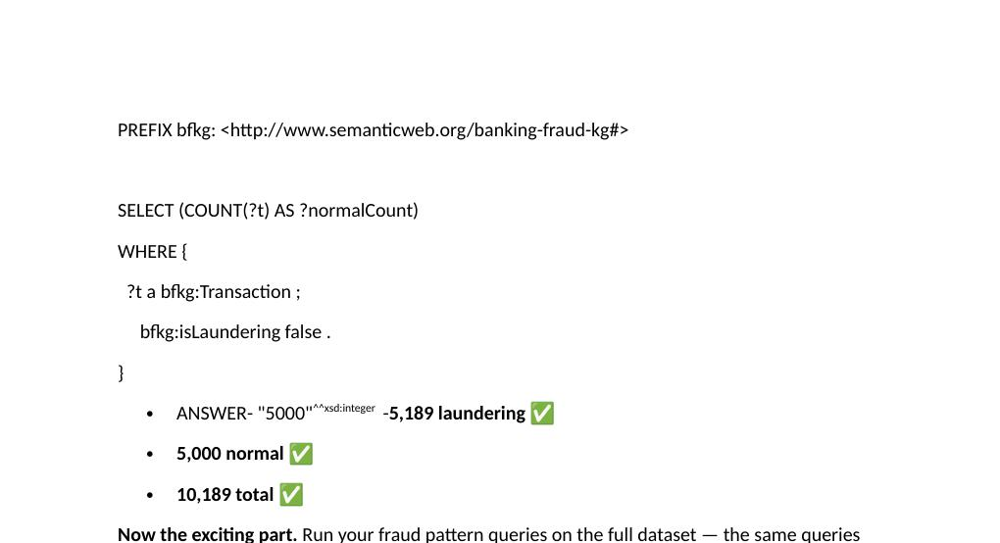 PREFIX bfkg: <http://www.semanticweb.org/banking-fraud-kg#>
SELECT (COUNT(?t) AS ?normalCount)
WHERE {
?t a bfkg:Transaction ;
bfkg:isLaundering false .
}
• ANSWER- "5000"^^xsd:integer -5,189 laundering ✅
• 5,000 normal ✅
• 10,189 total ✅
Now the exciting part. Run your fraud pattern queries on the full dataset — the same queries